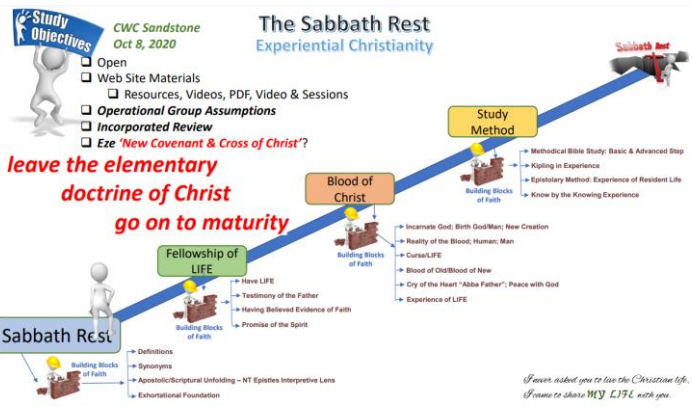 Study
Objectives
CWC Sandstone
Oct 8, 2020
The Sabbath Rest
Experiential Christianity
Open
Web Site Materials
Resources, Videos, PDF, Video & Sessions
Operational Group Assumptions
Incorporated Review
Eze 'New Covenant & Cross of Christ'?
leave the elementary
doctrine of Christ
go on to maturity
Sabbath Rest
Study
Method
Building Blocks
of Faith
Methodical Bible Study: Basic & Advanced Step
Kipling in Experience
Epistolary Method: Experience of Resident Life
Know by the Knowing Experience
Blood of
Christ
Building Blocks
of Faith
Incarnate God; Birth God/Man; New Creation
Reality of the Blood; Human; Man
Curse/LIFE
Blood of Old/Blood of New
Cry of the Heart "Abba Father"; Peace with God
Experience of LIFE
Fellowship of
LIFE
Building Blocks
of Faith
Have LIFE
Testimony of the Father
Having Believed Evidence of Faith
Promise of the Spirit
Sabbath Rest
Building Blocks
of Faith
Definitions
Synonyms
Apostolic/Scriptural Unfolding – NT Epistles Interpretive Lens
Exhortational Foundation
I never asked you to live the Christian life,
I came to share MY LIFE with you.